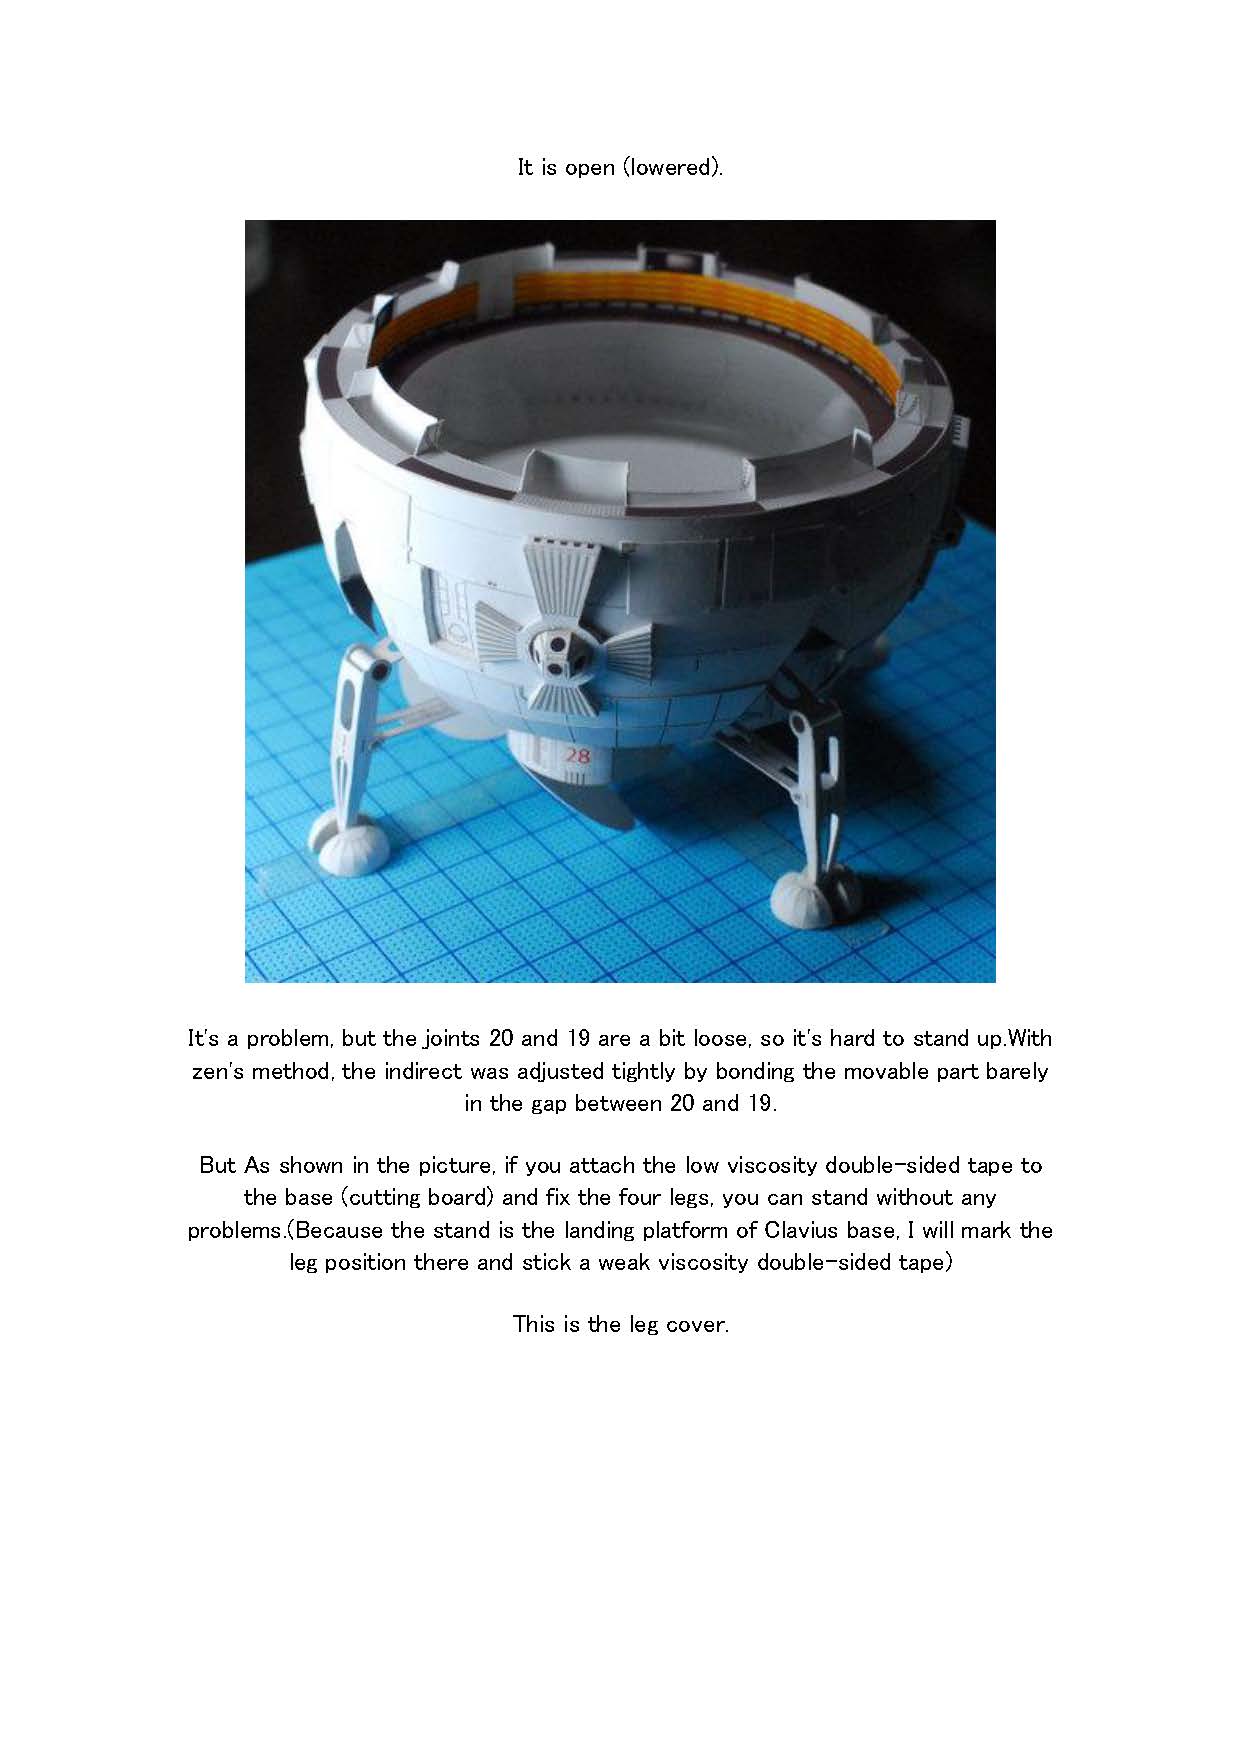 It is open (lowered).
28
It's a problem, but the joints 20 and 19 are a bit loose, so it's hard to stand up.With
zen's method, the indirect was adjusted tightly by bonding the movable part barely
in the gap between 20 and 19.
But As shown in the picture, if you attach the low viscosity double-sided tape to
the base (cutting board) and fix the four legs, you can stand without any
problems.(Because the stand is the landing platform of Clavius base, I will mark the
leg position there and stick a weak viscosity double-sided tape)
This is the leg cover.